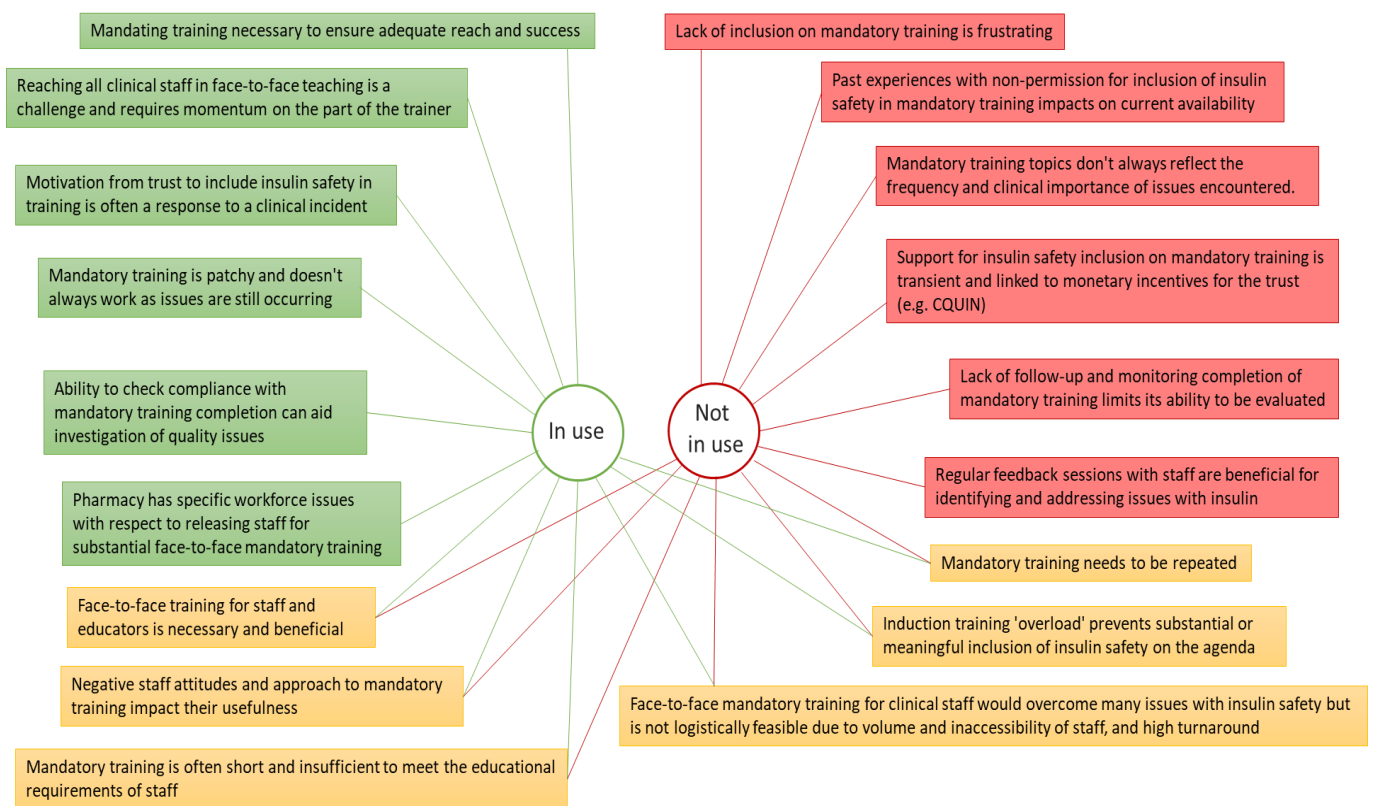 Mandating training necessary to ensure adequate reach and success
Reaching all clinical staff in face-to-face teaching is a
challenge and requires momentum on the part of the trainer
Motivation from trust to include insulin safety in
training is often a response to a clinical incident
Mandatory training is patchy and doesn't
always work as issues are still occurring
Ability to check compliance with
mandatory training completion can aid
investigation of quality issues
Pharmacy has specific workforce issues
with respect to releasing staff for
substantial face-to-face mandatory training
Face-to-face training for staff and
educators is necessary and beneficial
Negative staff attitudes and approach to mandatory
training impact their usefulness
Mandatory training is often short and insufficient to meet the educational
requirements of staff
In use
Not
in use
Lack of inclusion on mandatory training is frustrating
Past experiences with non-permission for inclusion of insulin
safety in mandatory training impacts on current availability
Mandatory training topics don't always reflect the
frequency and clinical importance of issues encountered.
Support for insulin safety inclusion on mandatory training is
transient and linked to monetary incentives for the trust
(e.g. CQUIN)
Lack of follow-up and monitoring completion of
mandatory training limits its ability to be evaluated
Regular feedback sessions with staff are beneficial for
identifying and addressing issues with insulin
Mandatory training needs to be repeated
Induction training 'overload' prevents substantial or
meaningful inclusion of insulin safety on the agenda
Face-to-face mandatory training for clinical staff would overcome many issues with insulin safety but
is not logistically feasible due to volume and inaccessibility of staff, and high turnaround